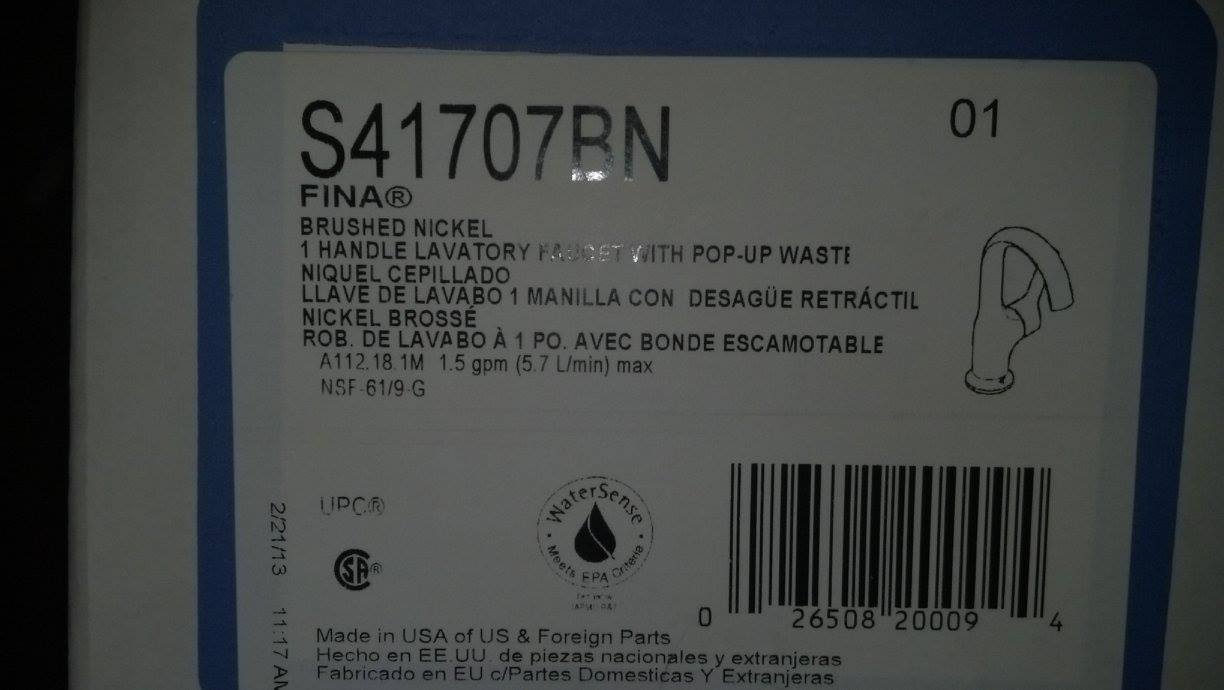 S41707BN
01
FINA®
BRUSHED NICKEL
1 HANDLE LAVATORY FAUCET WITH POP-UP WASTE
NIQUEL CEPILLADO
LLAVE DE LAVABO 1 MANILLA CON DESAGÜE RETRÁCTIL
NICKEL BROSSÉ
ROB. DE LAVABO À 1 PO. AVEC BONDE ESCAMOTABLE
A112.18.1M 1.5 gpm (5.7 L/min) max
NSF-61/9-G
UPC®
WaterSense
Meets EPA Criteria
SA®
0 26508 20009 4
2/21/13 11:17 AM
Made in USA of US & Foreign Parts
Hecho en EE.UU. de piezas nacionales y extranjeras
Fabricado en EU c/Partes Domesticas Y Extranjeras